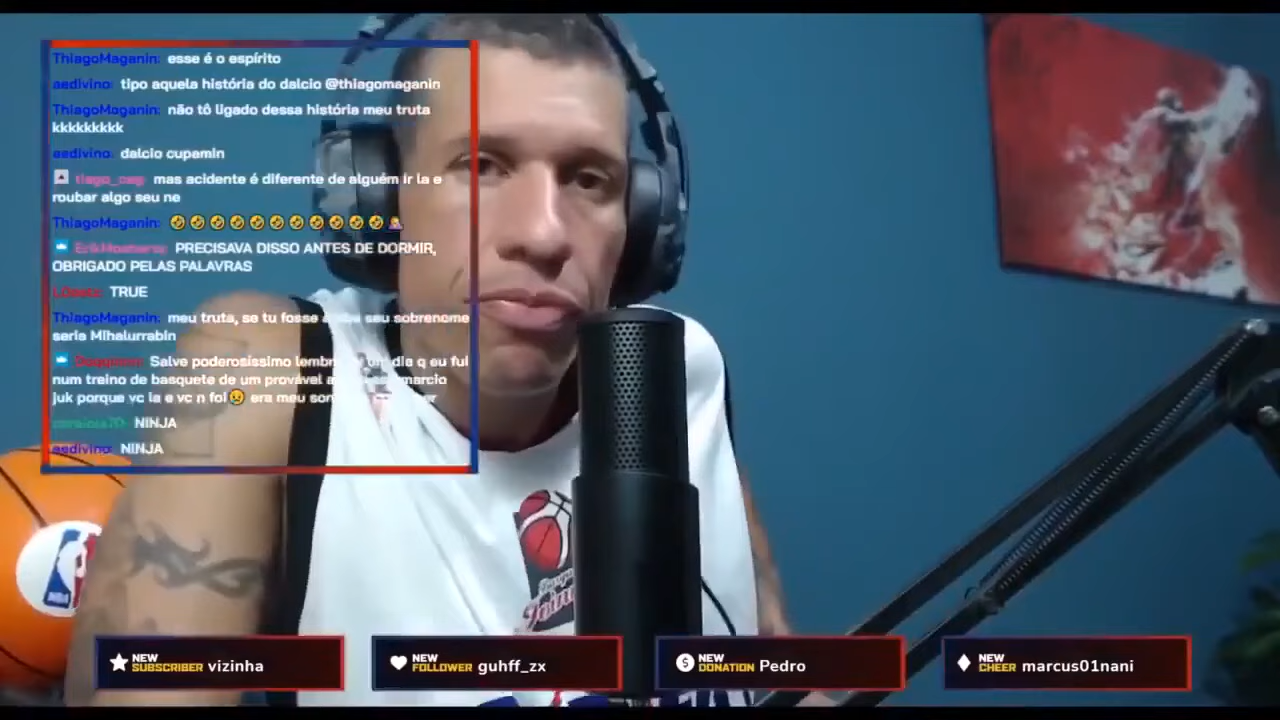 ThiagoMaganin: esse é o espírito
aedivino: tipo aquela história do dalcio @thiagomaganin
ThiagoMaganin: não tô ligado dessa história meu truta
kkkkkkkkk
aedivino: dalcio cupamin
mas acidente é diferente de alguém ir la e
roubar algo seu ne
ThiagoMaganin: 🤣🤣🤣🤣🤣🤣🤣🤣🤣🤣🤣
PRECISAVA DISSO ANTES DE DORMIR,
OBRIGADO PELAS PALAVRAS
TRUE
ThiagoMaganin: meu truta, se tu fosse seu sobrenome
seria Mihalurrabin
Salve poderosissimo dia q eu fui
num treino de basquete de um provável marcio
juk porque vc ia e vc n foi😢 era meu
NINJA
aedivino: NINJA
NBA
NEW SUBSCRIBER vizinha
NEW FOLLOWER guhff_zx
NEW DONATION Pedro
NEW CHEER marcus01nani